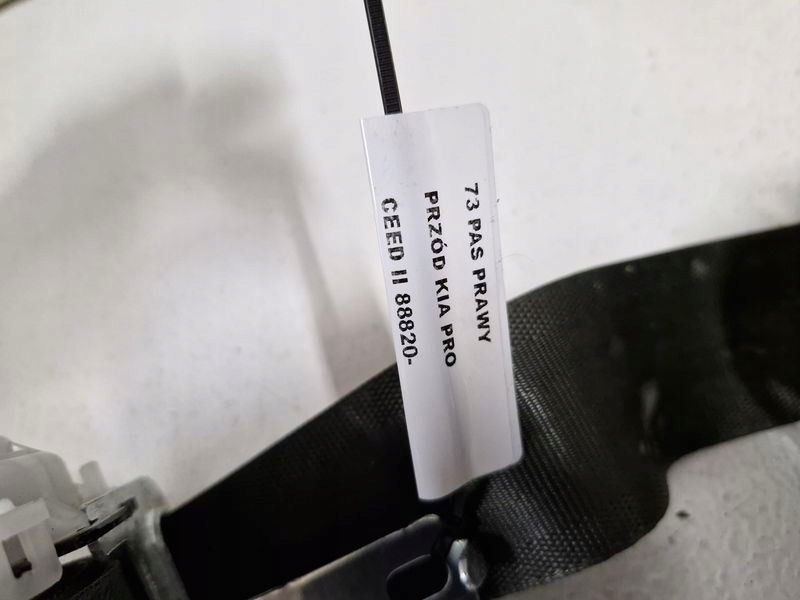 73 PAS PRAWY
PRZÓD KIA PRO
CEED II 88820-